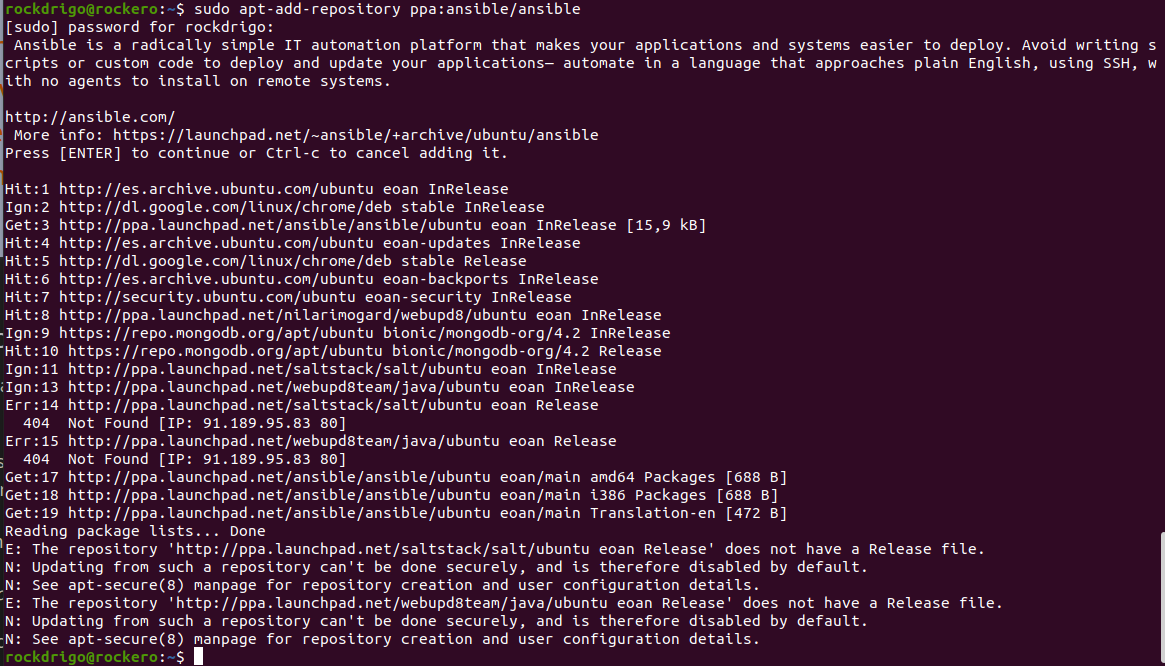 rockdrigo@rockero:~$ sudo apt-add-repository ppa:ansible/ansible
[sudo] password for rockdrigo:
 Ansible is a radically simple IT automation platform that makes your applications and systems easier to deploy. Avoid writing s
cripts or custom code to deploy and update your applications— automate in a language that approaches plain English, using SSH, w
ith no agents to install on remote systems.

http://ansible.com/
 More info: https://launchpad.net/~ansible/+archive/ubuntu/ansible
Press [ENTER] to continue or Ctrl-c to cancel adding it.

Hit:1 http://es.archive.ubuntu.com/ubuntu eoan InRelease
Ign:2 http://dl.google.com/linux/chrome/deb stable InRelease
Get:3 http://ppa.launchpad.net/ansible/ansible/ubuntu eoan InRelease [15,9 kB]
Hit:4 http://es.archive.ubuntu.com/ubuntu eoan-updates InRelease
Hit:5 http://dl.google.com/linux/chrome/deb stable Release
Hit:6 http://es.archive.ubuntu.com/ubuntu eoan-backports InRelease
Hit:7 http://security.ubuntu.com/ubuntu eoan-security InRelease
Hit:8 http://ppa.launchpad.net/nilarimogard/webupd8/ubuntu eoan InRelease
Ign:9 https://repo.mongodb.org/apt/ubuntu bionic/mongodb-org/4.2 InRelease
Hit:10 https://repo.mongodb.org/apt/ubuntu bionic/mongodb-org/4.2 Release
Ign:11 http://ppa.launchpad.net/saltstack/salt/ubuntu eoan InRelease
Ign:13 http://ppa.launchpad.net/webupd8team/java/ubuntu eoan InRelease
Err:14 http://ppa.launchpad.net/saltstack/salt/ubuntu eoan Release
  404  Not Found [IP: 91.189.95.83 80]
Err:15 http://ppa.launchpad.net/webupd8team/java/ubuntu eoan Release
  404  Not Found [IP: 91.189.95.83 80]
Get:17 http://ppa.launchpad.net/ansible/ansible/ubuntu eoan/main amd64 Packages [688 B]
Get:18 http://ppa.launchpad.net/ansible/ansible/ubuntu eoan/main i386 Packages [688 B]
Get:19 http://ppa.launchpad.net/ansible/ansible/ubuntu eoan/main Translation-en [472 B]
Reading package lists... Done
E: The repository 'http://ppa.launchpad.net/saltstack/salt/ubuntu eoan Release' does not have a Release file.
N: Updating from such a repository can't be done securely, and is therefore disabled by default.
N: See apt-secure(8) manpage for repository creation and user configuration details.
E: The repository 'http://ppa.launchpad.net/webupd8team/java/ubuntu eoan Release' does not have a Release file.
N: Updating from such a repository can't be done securely, and is therefore disabled by default.
N: See apt-secure(8) manpage for repository creation and user configuration details.
rockdrigo@rockero:~$